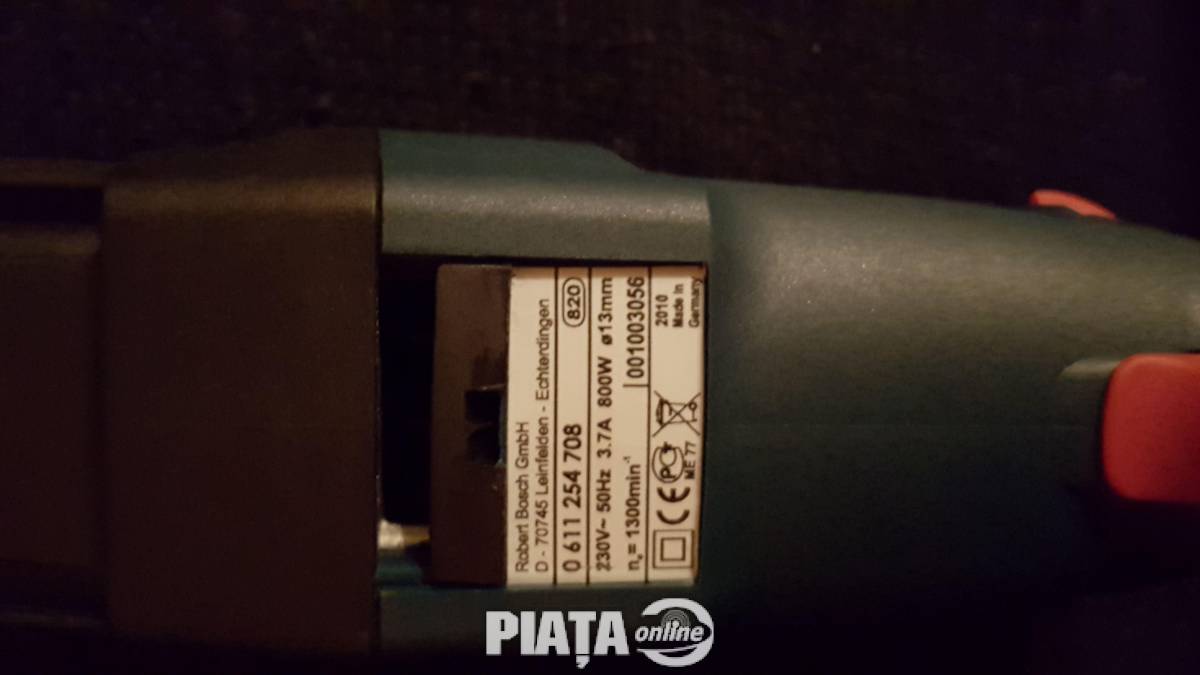 Robert Bosch GmbH
D - 70745 Leinfelden - Echterdingen
0 611 254 708 820
230V~ 50Hz 3.7A 800W ø13mm
n₀= 1300min⁻¹ 001003056
CE ME 77 2010
Made In
Germany
PIAȚA online